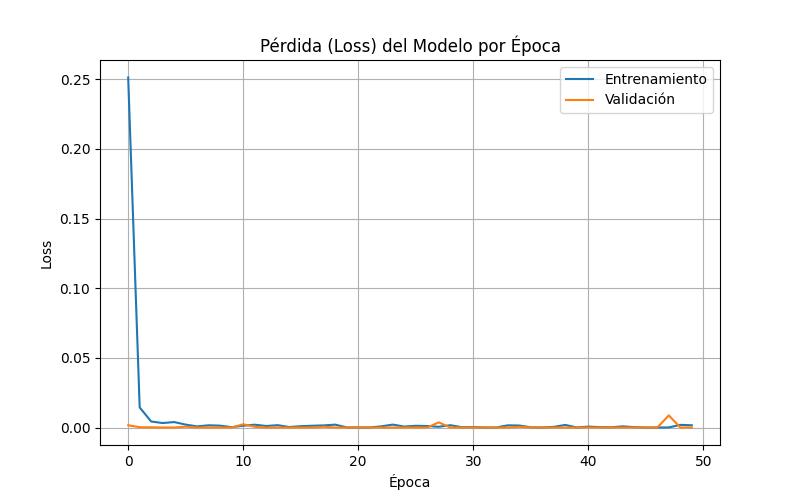 Pérdida (Loss) del Modelo por Época
Entrenamiento
Validación
0.25
0.20
0.15
0.10
0.05
0.00
Loss
0 10 20 30 40 50
Época